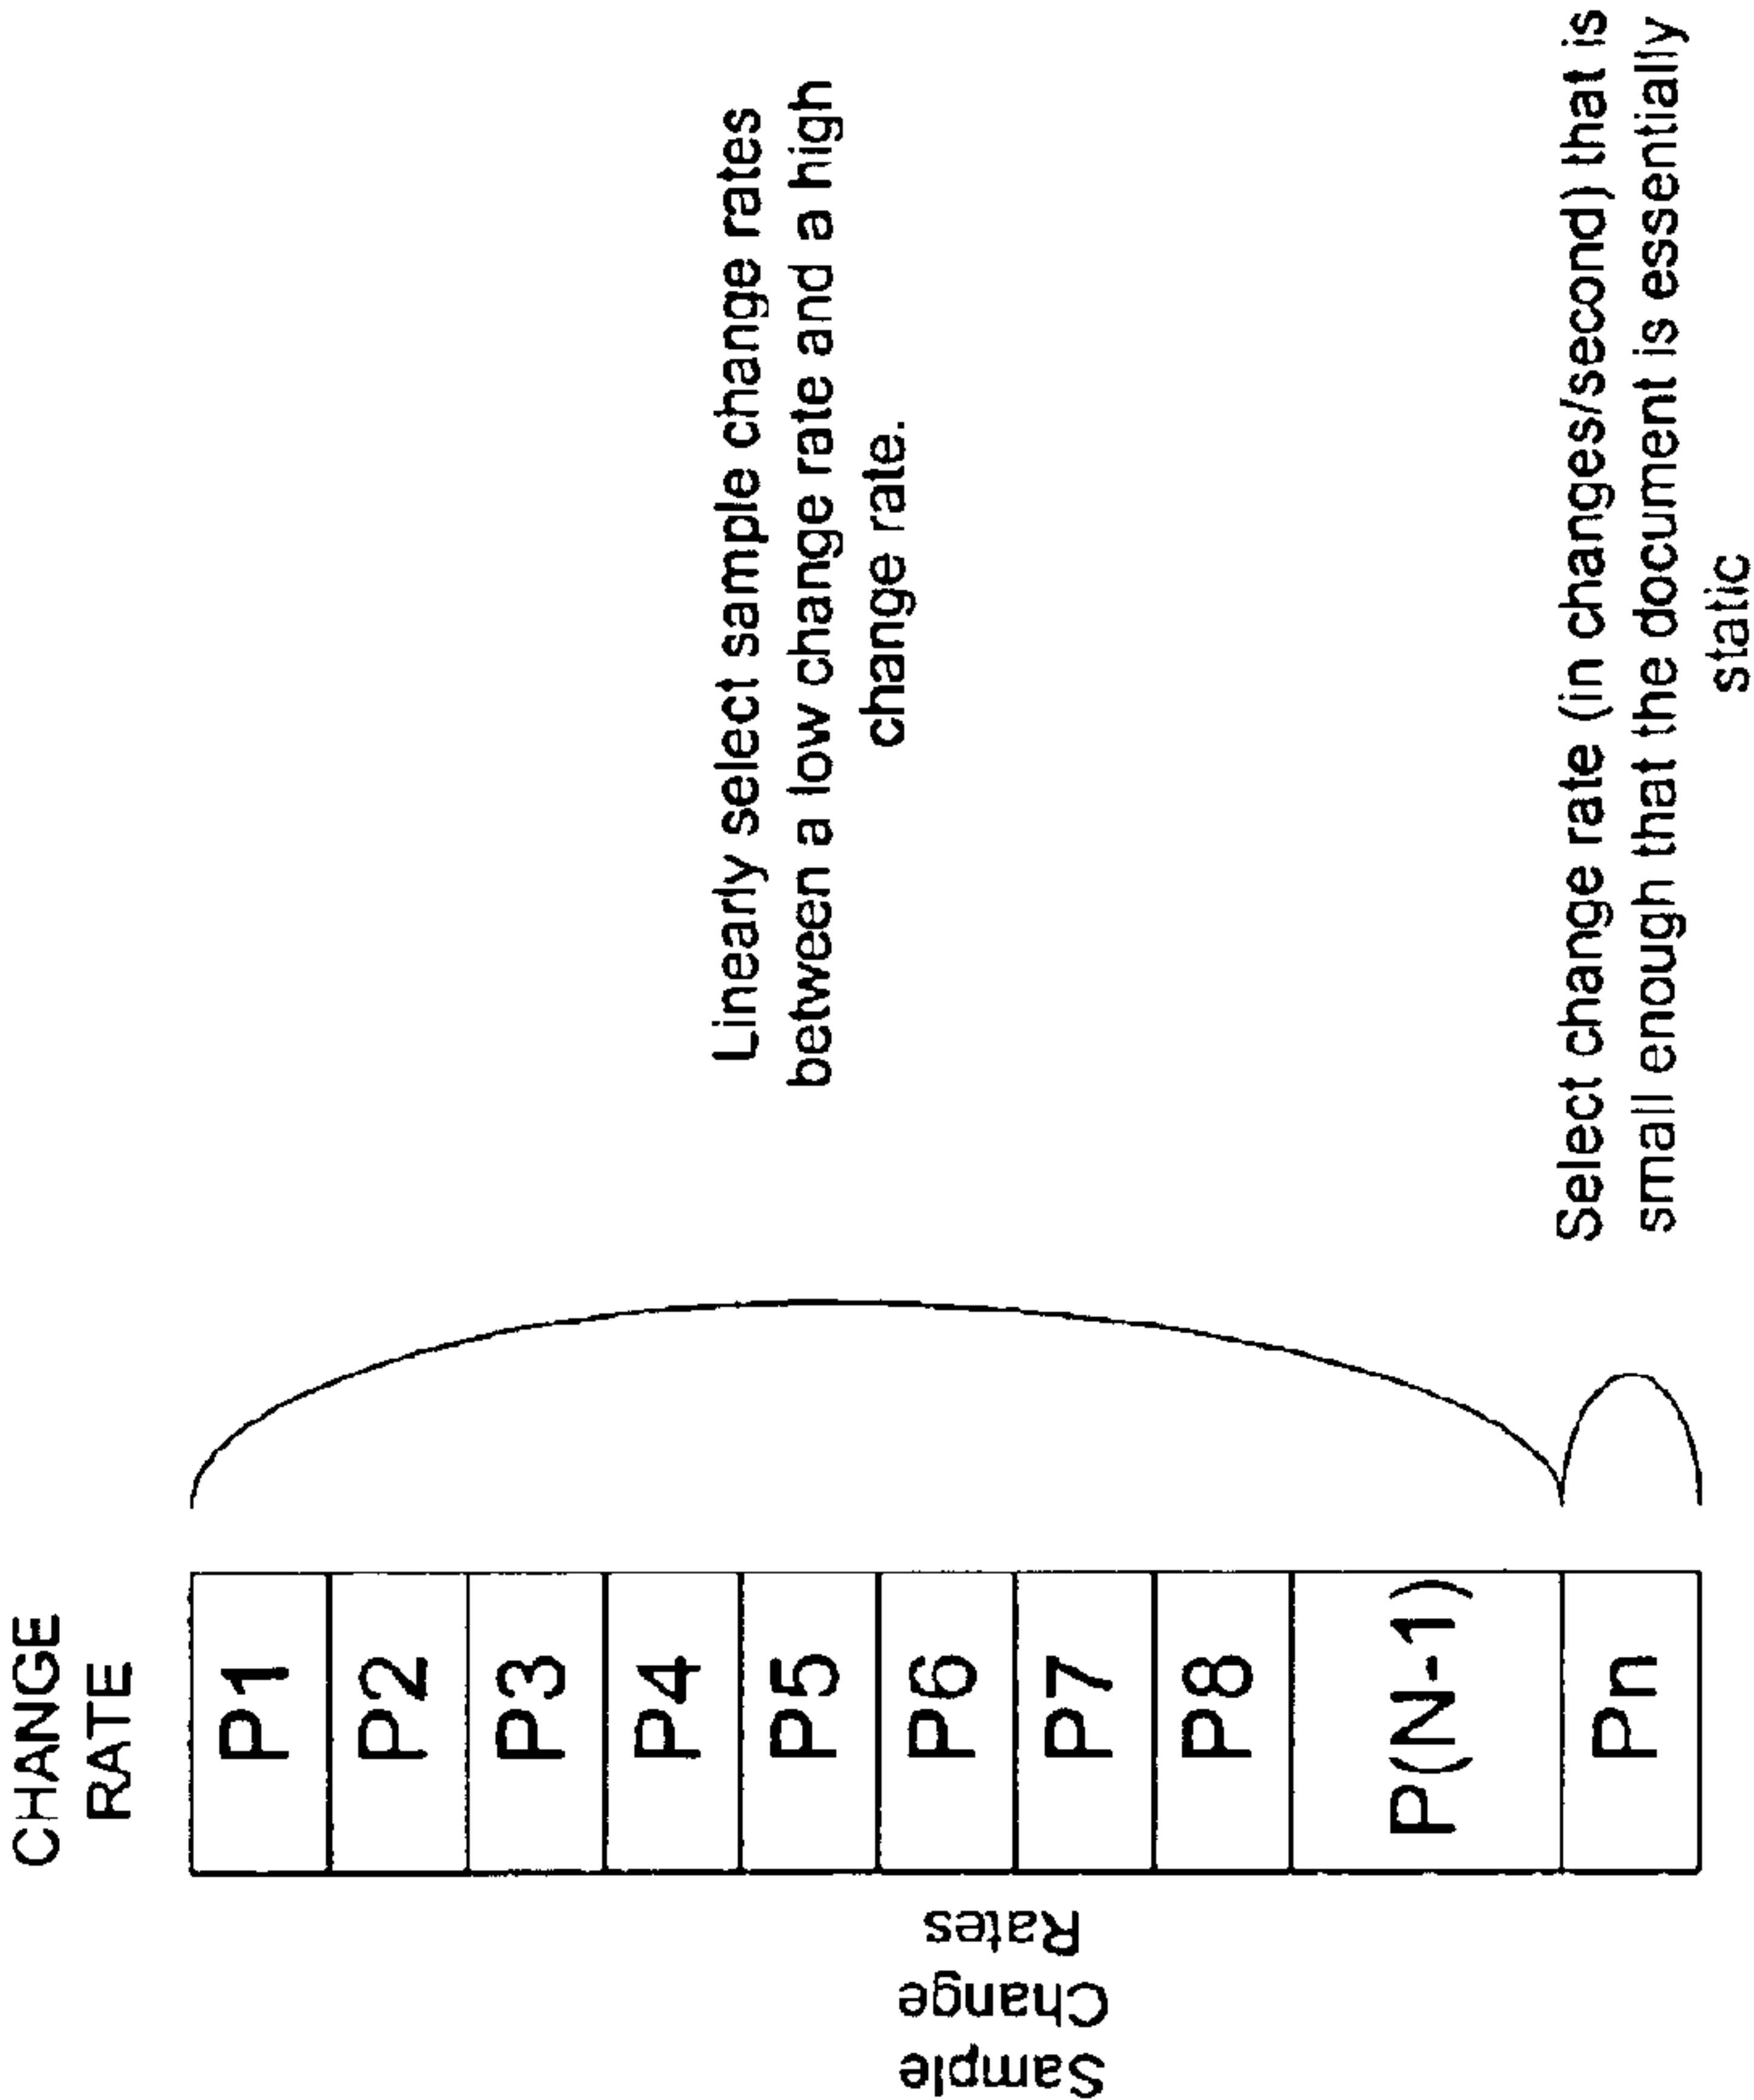 CHANGE
RATE
P1
P2
P3
P4
P5
P6
P7
P8
P(N-1)
Pn
Sample
Change
Rates
Linearly select sample change rates
between a low change rate and a high
change rate.
Select change rate (in changes/second) that is
small enough that the document is essentially
static